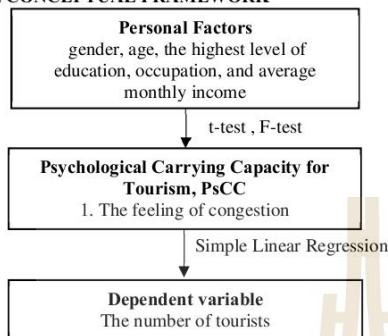 CONCEPTUAL FRAMEWORK
Personal Factors
gender, age, the highest level of
education, occupation, and average
monthly income
t-test , F-test
Psychological Carrying Capacity for
Tourism, PsCC
1. The feeling of congestion
Simple Linear Regression
Dependent variable
The number of tourists